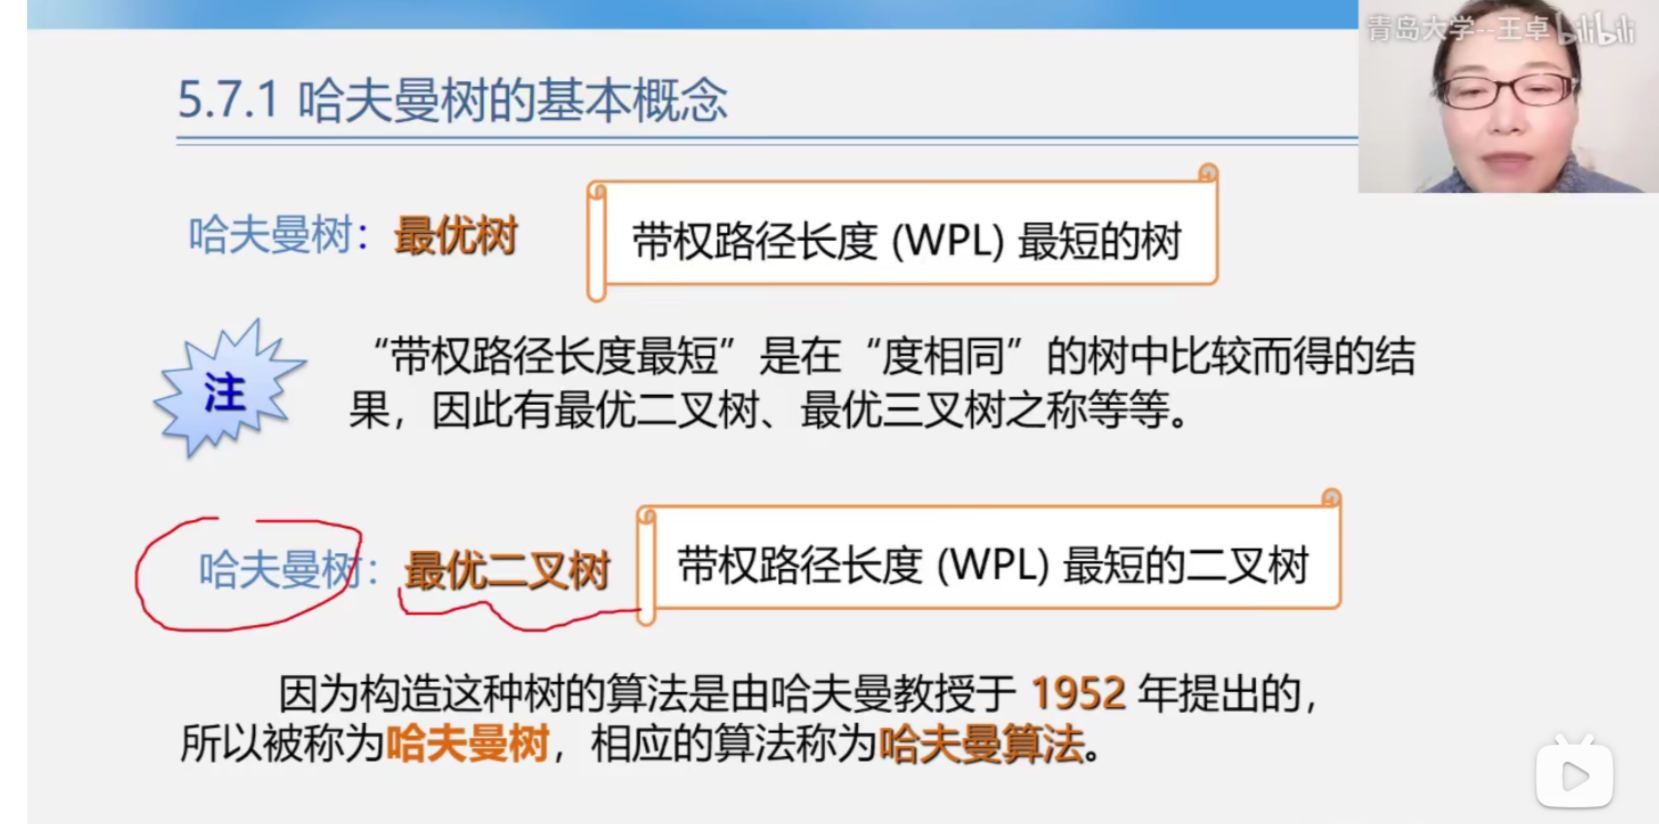 青岛大学--王卓 bilibili
5.7.1 哈夫曼树的基本概念
哈夫曼树：最优树
带权路径长度 (WPL) 最短的树
注
“带权路径长度最短”是在“度相同”的树中比较而得的结
果，因此有最优二叉树、最优三叉树之称等等。
哈夫曼树：最优二叉树
带权路径长度 (WPL) 最短的二叉树
因为构造这种树的算法是由哈夫曼教授于 1952 年提出的，
所以被称为哈夫曼树，相应的算法称为哈夫曼算法。